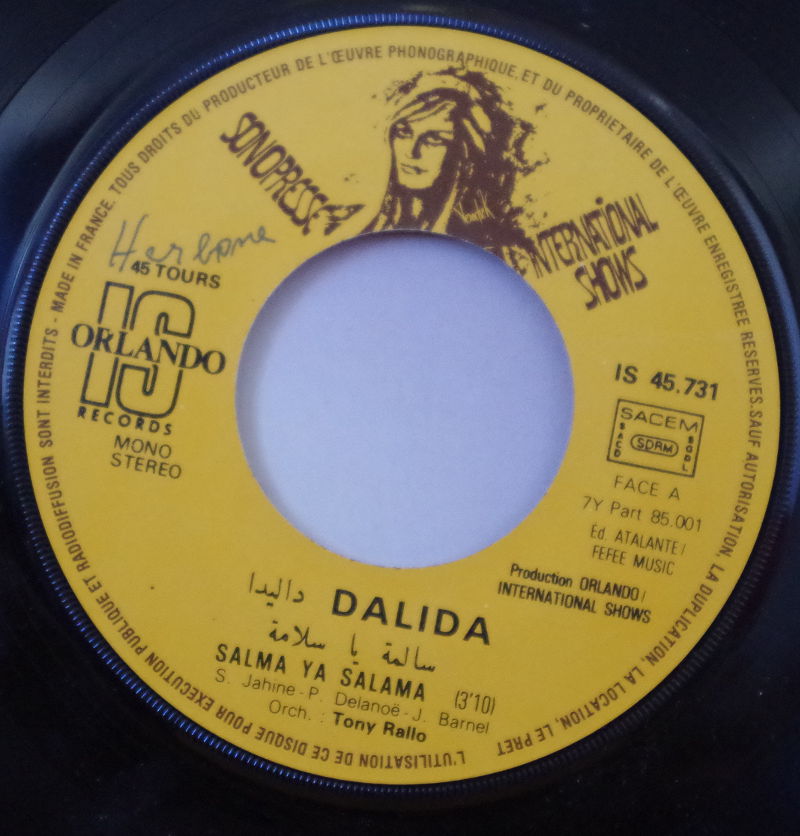 TOUS DROITS DU PRODUCTEUR DE L'ŒUVRE PHONOGRAPHIQUE, ET DU PROPRIETAIRE DE L'ŒUVRE ENREGISTREE RESERVES. SAUF AUTORISATION, LA DUPLICATION, LA LOCATION, LE PRET
L'UTILISATION DE CE DISQUE POUR EXECUTION PUBLIQUE ET RADIODIFFUSION SONT INTERDITS - MADE IN FRANCE.
SONOPRESSE
INTERNATIONAL
SHOWS
45 TOURS
IS
ORLANDO
RECORDS
MONO
STEREO
IS 45.731
SACEM
SACD
SDRM
SGDL
FACE A
7Y Part 85.001
Ed. ATALANTE/
FEFEE MUSIC
Production ORLANDO/
INTERNATIONAL SHOWS
داليدا DALIDA
سالمة يا سلامة
SALMA YA SALAMA (3'10)
S. Jahine - P. Delanoë - J. Barnel
Orch. : Tony Rallo